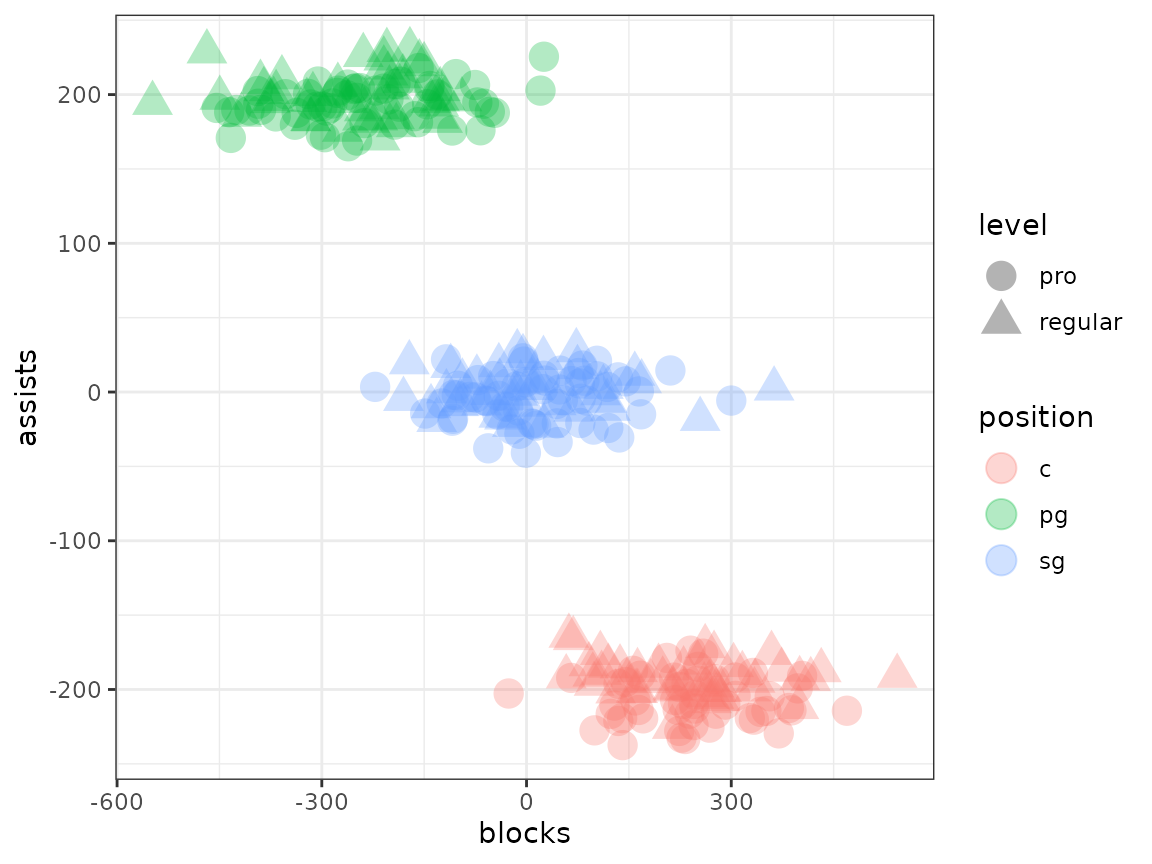 200
100
0
-100
-200
assists
-600
-300
0
300
blocks
level
pro
regular
position
c
pg
sg